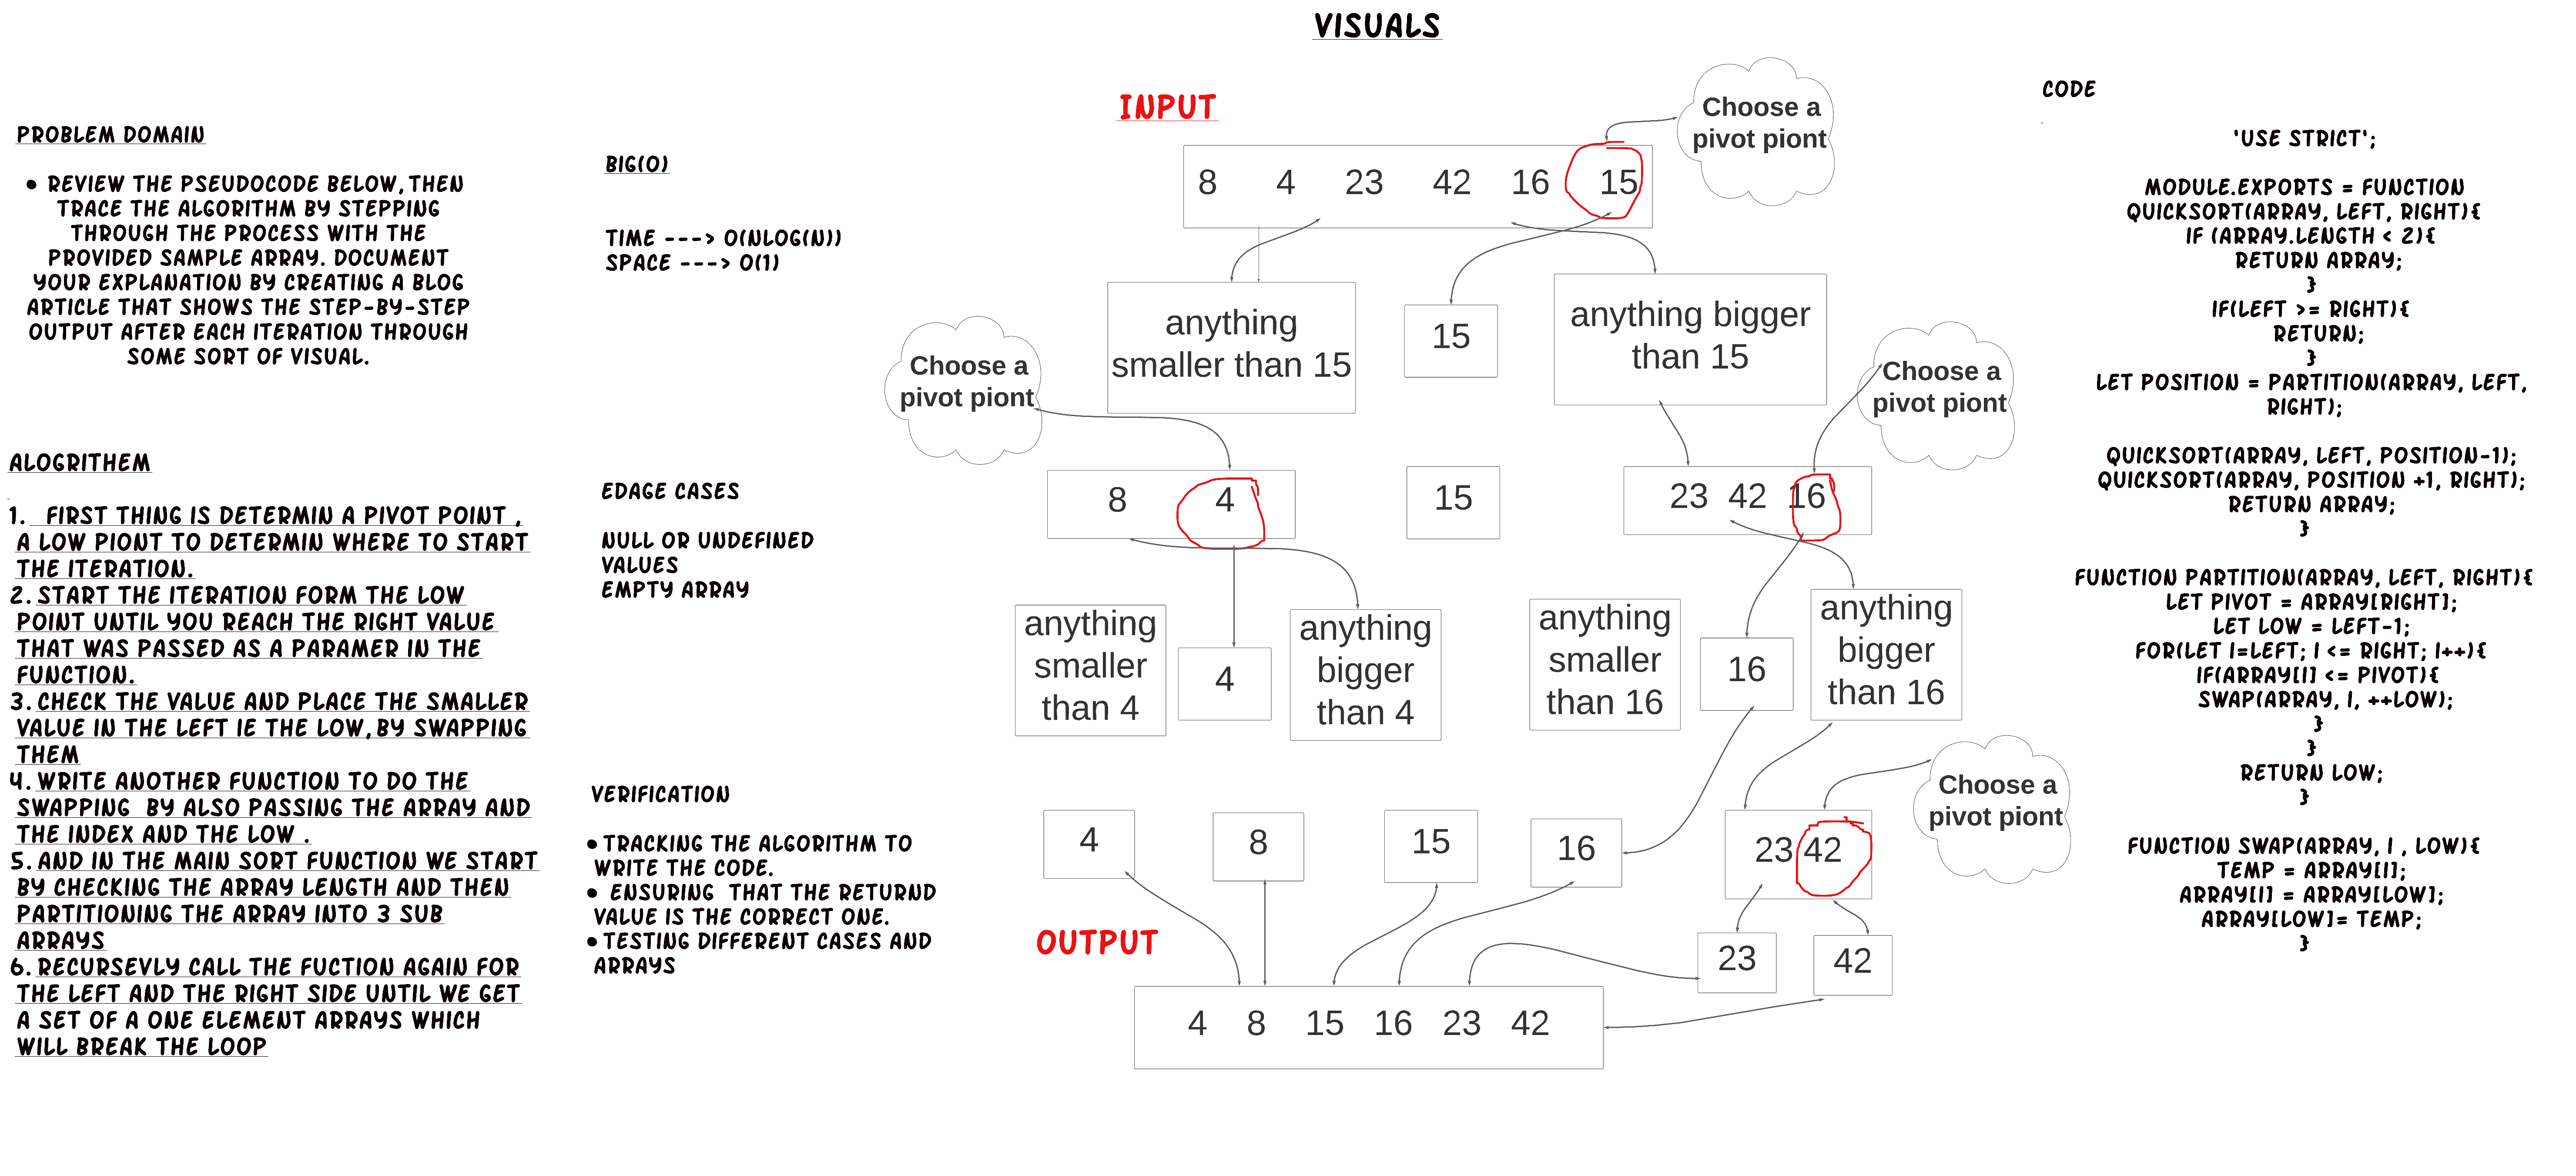 VISUALS
PROBLEM DOMAIN
• REVIEW THE PSEUDOCODE BELOW, THEN
TRACE THE ALGORITHM BY STEPPING
THROUGH THE PROCESS WITH THE
PROVIDED SAMPLE ARRAY. DOCUMENT
YOUR EXPLANATION BY CREATING A BLOG
ARTICLE THAT SHOWS THE STEP-BY-STEP
OUTPUT AFTER EACH ITERATION THROUGH
SOME SORT OF VISUAL.
ALOGRITHEM
1. FIRST THING IS DETERMIN A PIVOT POINT ,
A LOW PIONT TO DETERMIN WHERE TO START
THE ITERATION.
2. START THE ITERATION FORM THE LOW
POINT UNTIL YOU REACH THE RIGHT VALUE
THAT WAS PASSED AS A PARAMER IN THE
FUNCTION.
3. CHECK THE VALUE AND PLACE THE SMALLER
VALUE IN THE LEFT IE THE LOW, BY SWAPPING
THEM
4. WRITE ANOTHER FUNCTION TO DO THE
SWAPPING BY ALSO PASSING THE ARRAY AND
THE INDEX AND THE LOW .
5. AND IN THE MAIN SORT FUNCTION WE START
BY CHECKING THE ARRAY LENGTH AND THEN
PARTITIONING THE ARRAY INTO 3 SUB
ARRAYS
6. RECURSEVLY CALL THE FUCTION AGAIN FOR
THE LEFT AND THE RIGHT SIDE UNTIL WE GET
A SET OF A ONE ELEMENT ARRAYS WHICH
WILL BREAK THE LOOP
BIG(O)
TIME ---> O(NLOG(N))
SPACE ---> O(1)
EDAGE CASES
NULL OR UNDEFINED
VALUES
EMPTY ARRAY
VERIFICATION
• TRACKING THE ALGORITHM TO
WRITE THE CODE.
• ENSURING THAT THE RETURND
VALUE IS THE CORRECT ONE.
• TESTING DIFFERENT CASES AND
ARRAYS
INPUT
Choose a
pivot piont
8 4 23 42 16 15
anything
smaller than 15
15
anything bigger
than 15
Choose a
pivot piont
Choose a
pivot piont
8 4
15
23 42 16
anything
smaller
than 4
4
anything
bigger
than 4
anything
smaller
than 16
16
anything
bigger
than 16
Choose a
pivot piont
4
8
15
16
23 42
OUTPUT
23
42
4 8 15 16 23 42
CODE
'USE STRICT';
MODULE.EXPORTS = FUNCTION
QUICKSORT(ARRAY, LEFT, RIGHT){
IF (ARRAY.LENGTH < 2){
RETURN ARRAY;
}
IF(LEFT >= RIGHT){
RETURN;
}
LET POSITION = PARTITION(ARRAY, LEFT,
RIGHT);
QUICKSORT(ARRAY, LEFT, POSITION-1);
QUICKSORT(ARRAY, POSITION +1, RIGHT);
RETURN ARRAY;
}
FUNCTION PARTITION(ARRAY, LEFT, RIGHT){
LET PIVOT = ARRAY[RIGHT];
LET LOW = LEFT-1;
FOR(LET I=LEFT; I <= RIGHT; I++){
IF(ARRAY[I] <= PIVOT){
SWAP(ARRAY, I, ++LOW);
}
}
RETURN LOW;
}
FUNCTION SWAP(ARRAY, I , LOW){
TEMP = ARRAY[I];
ARRAY[I] = ARRAY[LOW];
ARRAY[LOW]= TEMP;
}